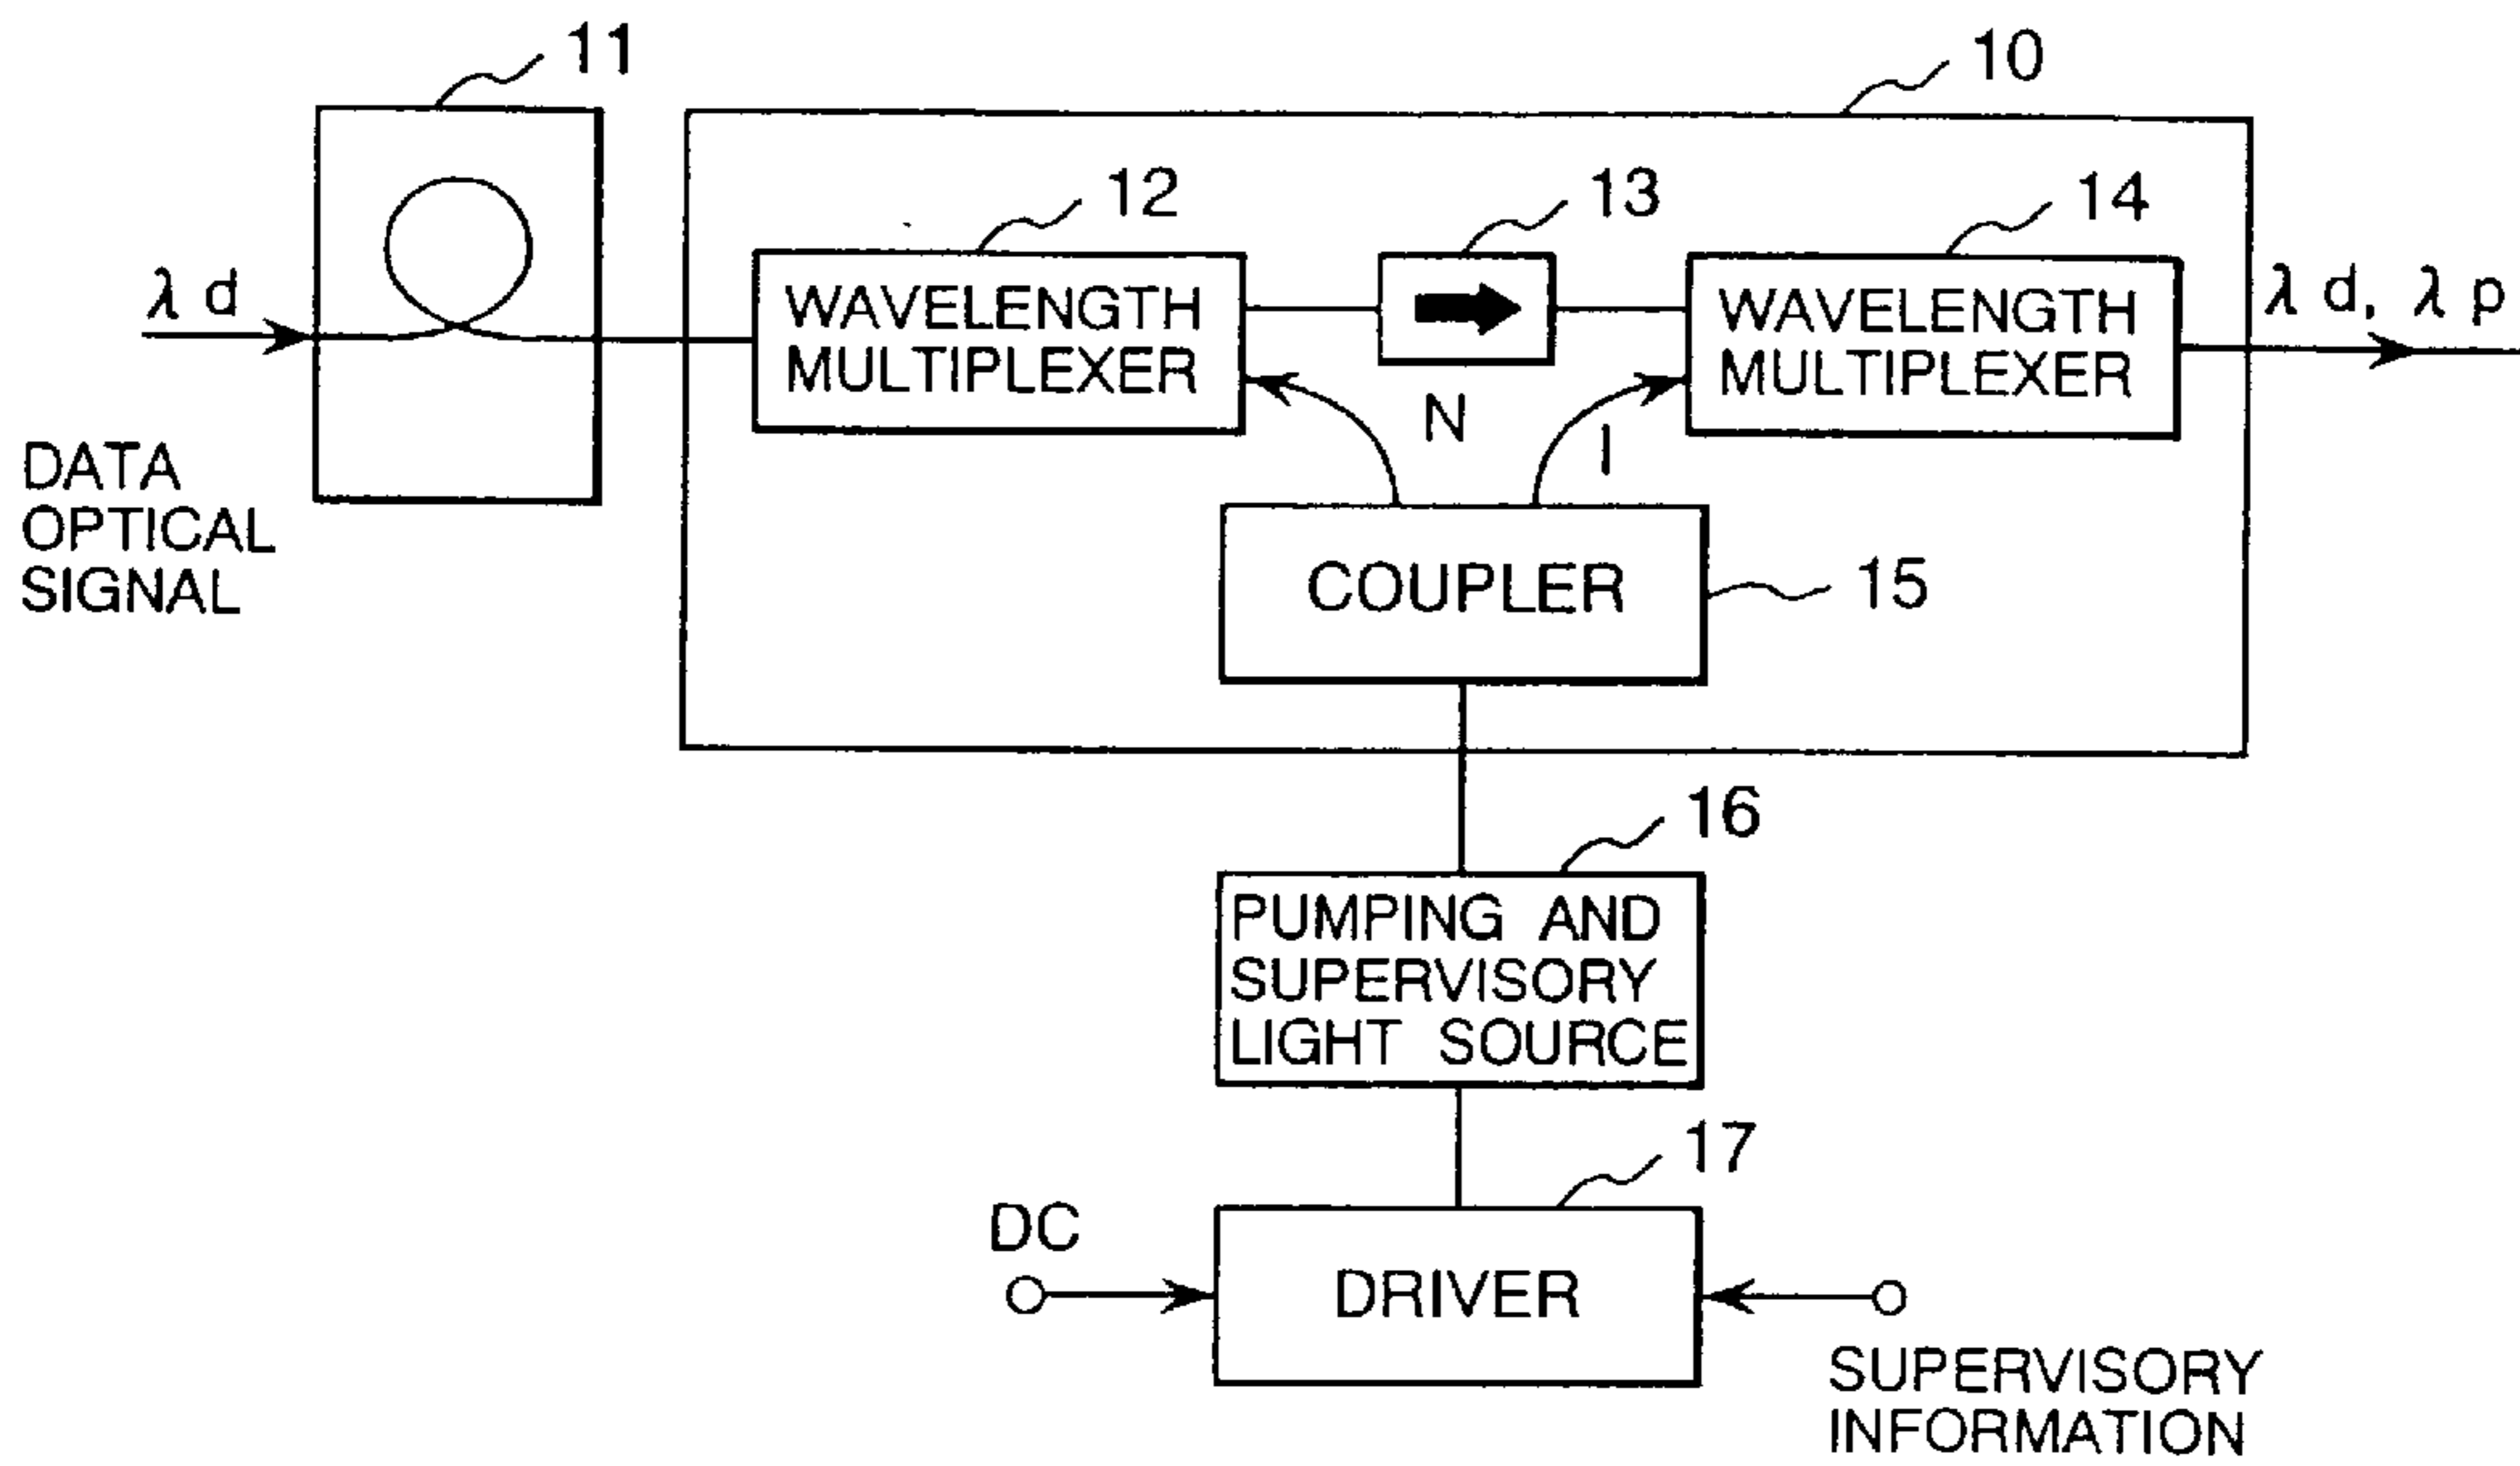 11
10
12
13
14
λ d
WAVELENGTH
MULTIPLEXER
WAVELENGTH
MULTIPLEXER
λ d, λ p
N
I
DATA
OPTICAL
SIGNAL
COUPLER
15
16
PUMPING AND
SUPERVISORY
LIGHT SOURCE
17
DC
DRIVER
SUPERVISORY
INFORMATION